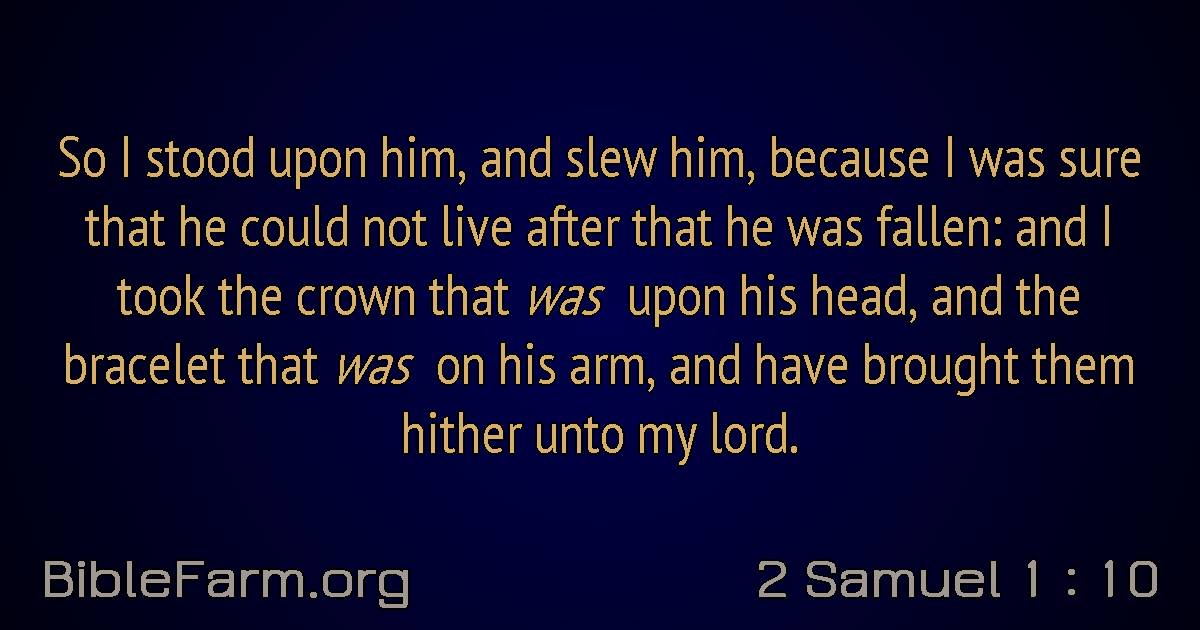 So I stood upon him, and slew him, because I was sure
that he could not live after that he was fallen: and I
took the crown that was upon his head, and the
bracelet that was on his arm, and have brought them
hither unto my lord.
BibleFarm.org
2 Samuel 1 : 10